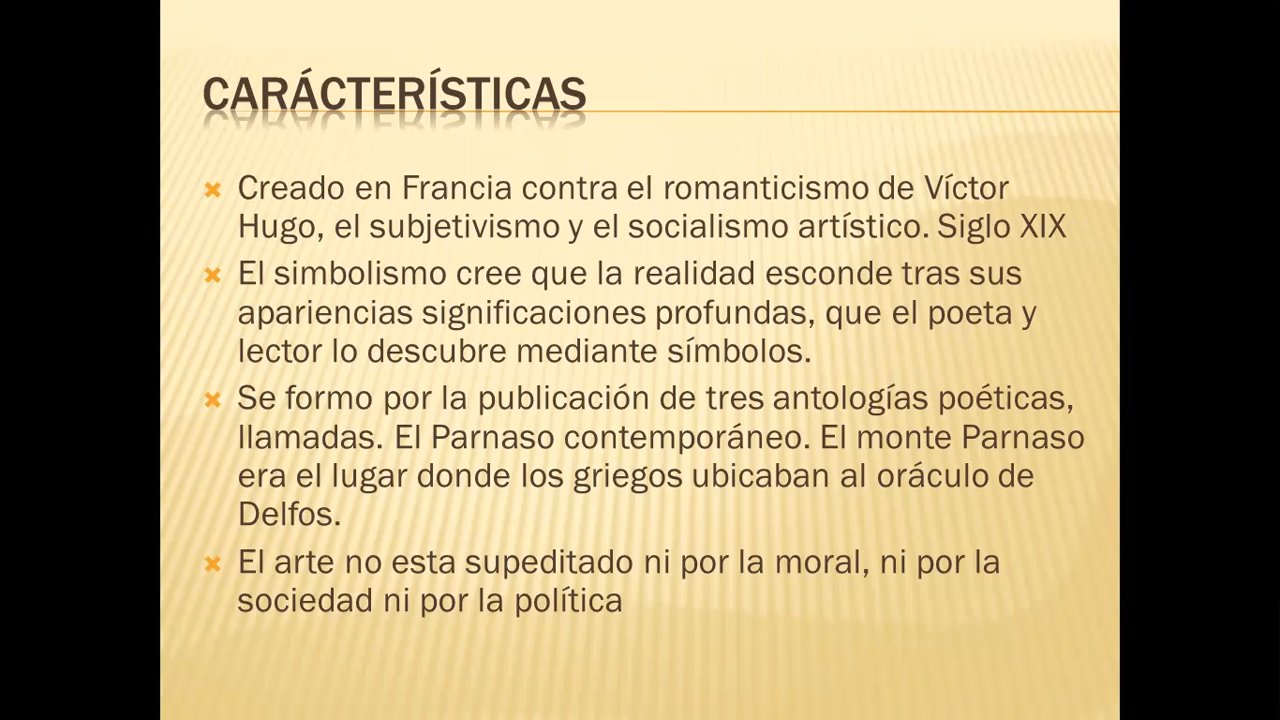 CARÁCTERÍSTICAS
Creado en Francia contra el romanticismo de Víctor
Hugo, el subjetivismo y el socialismo artístico. Siglo XIX
El simbolismo cree que la realidad esconde tras sus
apariencias significaciones profundas, que el poeta y
lector lo descubre mediante símbolos.
Se formo por la publicación de tres antologías poéticas,
llamadas. El Parnaso contemporáneo. El monte Parnaso
era el lugar donde los griegos ubicaban al oráculo de
Delfos.
El arte no esta supeditado ni por la moral, ni por la
sociedad ni por la política